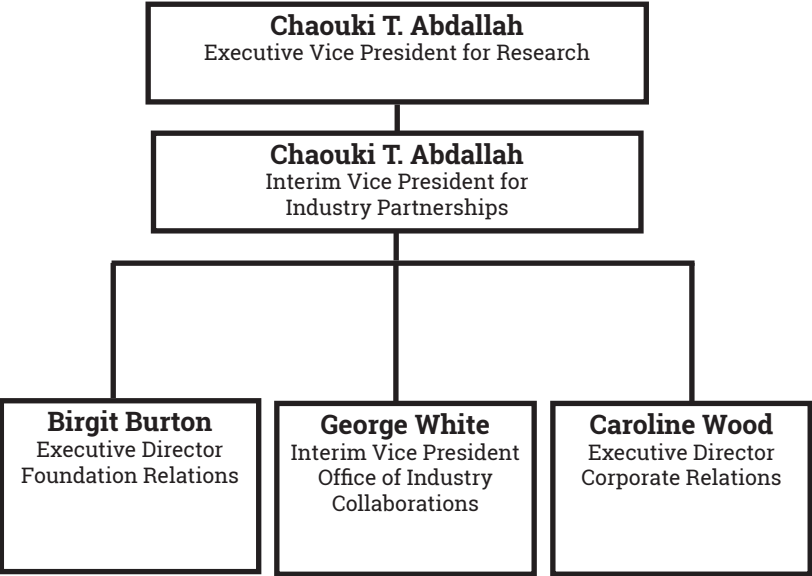 Chaouki T. Abdallah
Executive Vice President for Research
Chaouki T. Abdallah
Interim Vice President for
Industry Partnerships
Birgit Burton
Executive Director
Foundation Relations
George White
Interim Vice President
Office of Industry
Collaborations
Caroline Wood
Executive Director
Corporate Relations